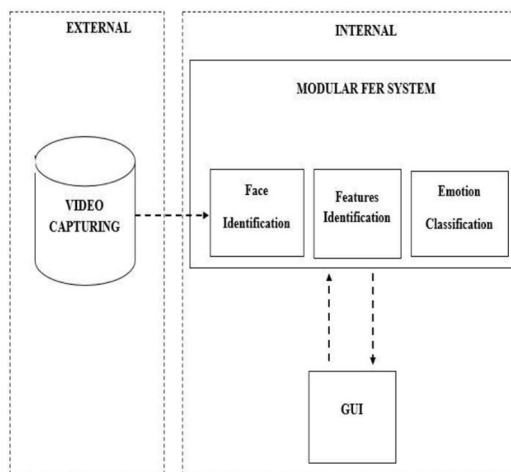 EXTERNAL
INTERNAL
MODULAR FER SYSTEM
VIDEO
CAPTURING
Face
Identification
Features
Identification
Emotion
Classification
GUI